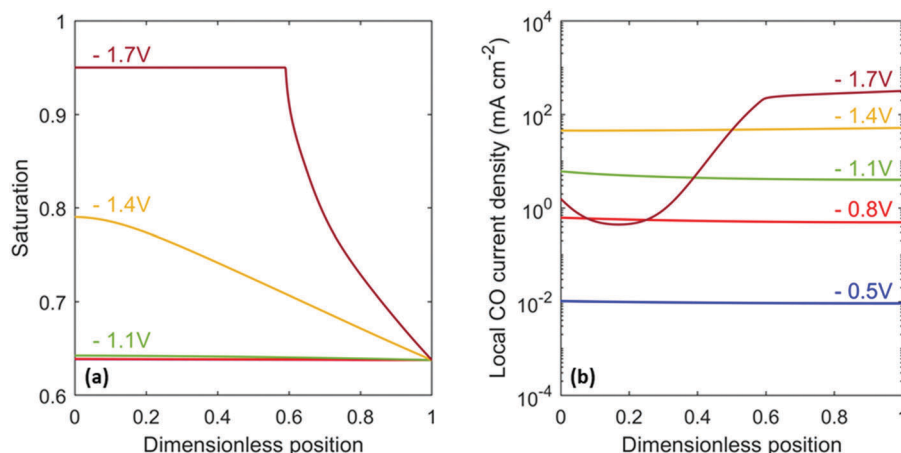 1
0.9
0.8
0.7
0.6
Saturation
- 1.7V
- 1.4V
- 1.1V
(a)
0 0.2 0.4 0.6 0.8 1
Dimensionless position
10⁴
10²
10⁰
10⁻²
10⁻⁴
Local CO current density (mA cm⁻²)
- 1.7V
- 1.4V
- 1.1V
- 0.8V
- 0.5V
(b)
0 0.2 0.4 0.6 0.8 1
Dimensionless position